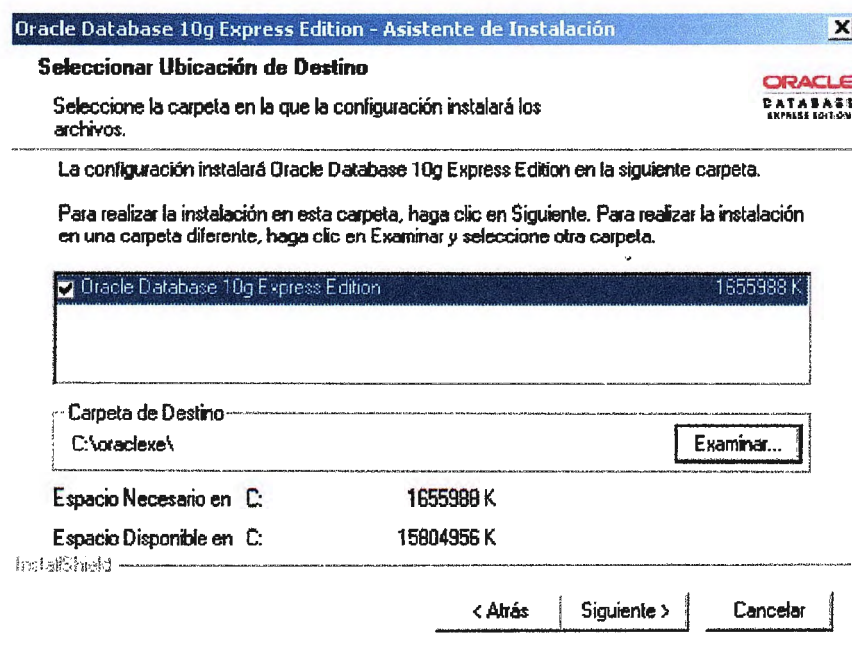 Oracle Database 10g Express Edition - Asistente de Instalación
Seleccionar Ubicación de Destino
ORACLE
DATABASE
EXPRESS EDITION
Seleccione la carpeta en la que la configuración instalará los
archivos.
La configuración instalará Oracle Database 10g Express Edition en la siguiente carpeta.
Para realizar la instalación en esta carpeta, haga clic en Siguiente. Para realizar la instalación
en una carpeta diferente, haga clic en Examinar y seleccione otra carpeta.
Oracle Database 10g Express Edition 1655988 K
Carpeta de Destino
C:\oraclexe\
Examinar...
Espacio Necesario en C: 1655988 K
Espacio Disponible en C: 15804956 K
InstallShield
< Atrás Siguiente > Cancelar